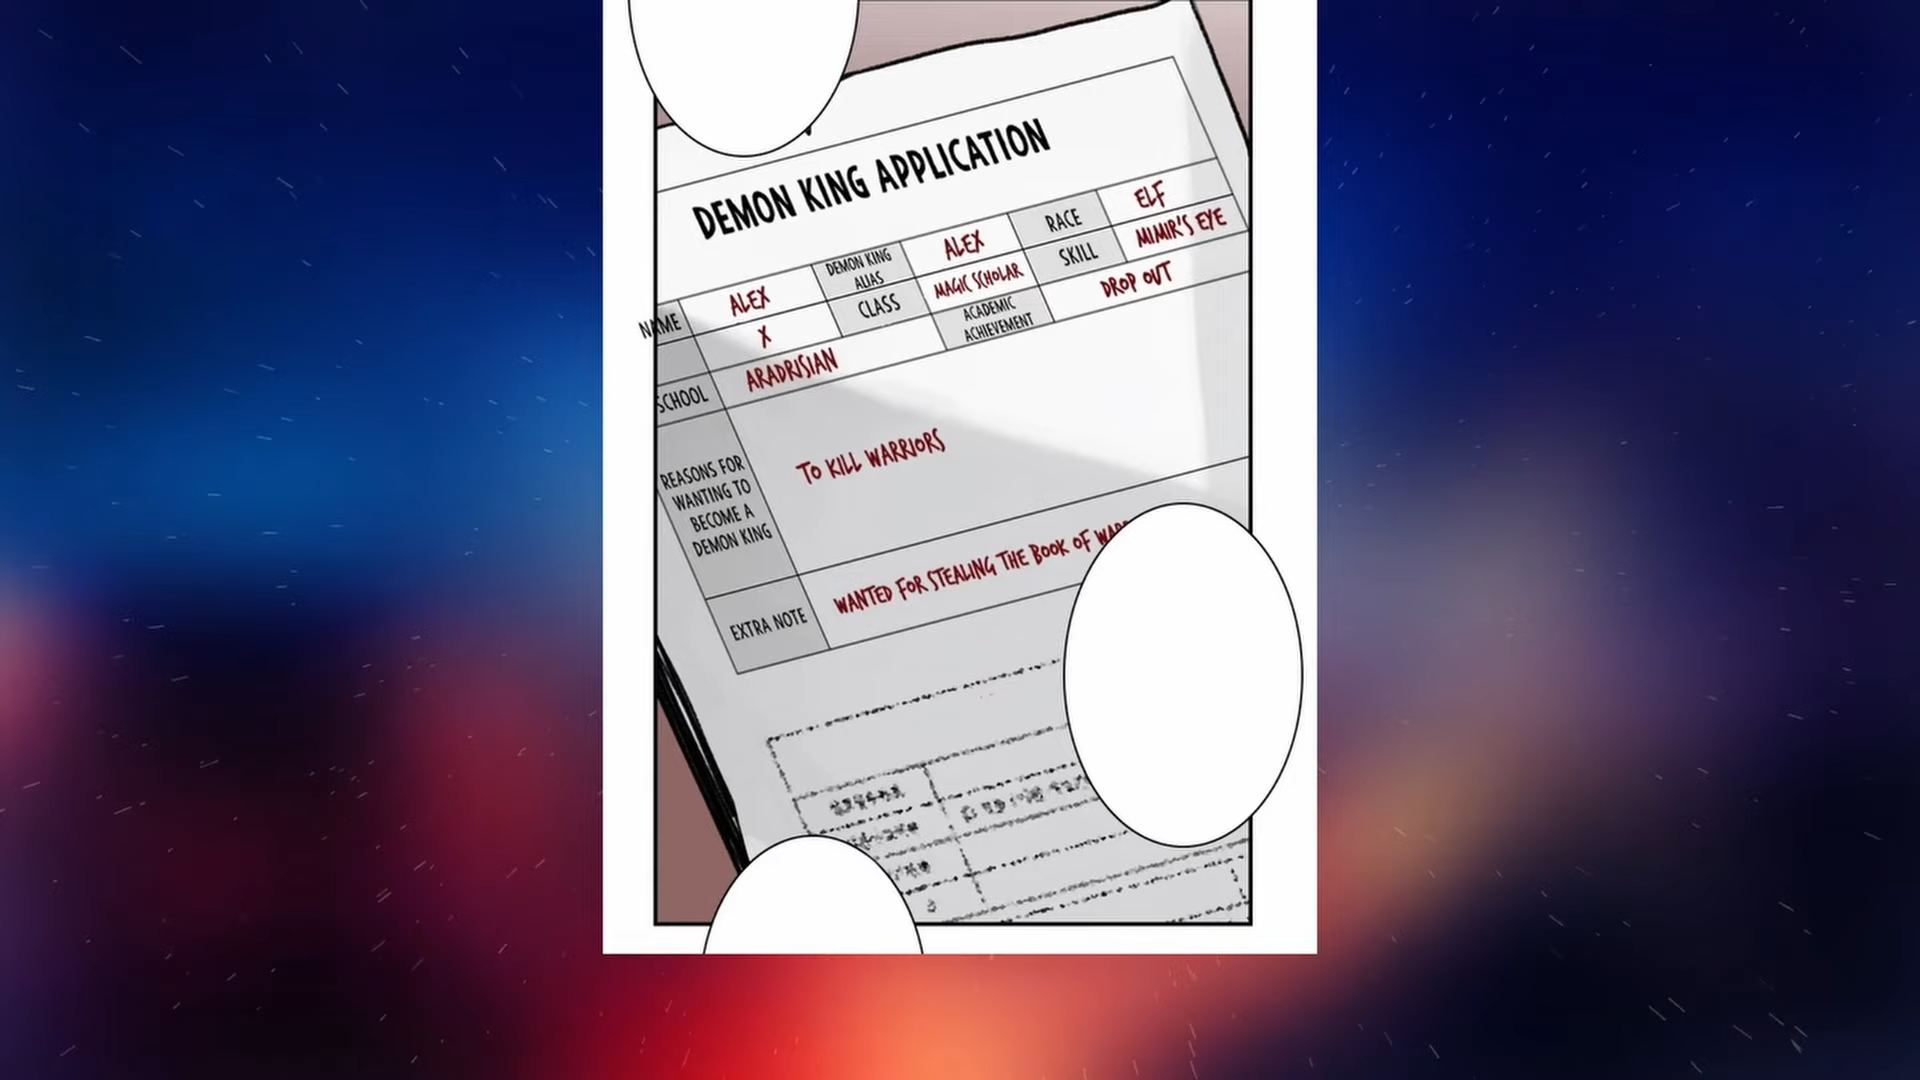 DEMON KING APPLICATION
NAME
ALEX
DEMON KING
ALIAS
ALEX
RACE
ELF
X
CLASS
MAGIC SCHOLAR
SKILL
MIMIR'S EYE
SCHOOL
ARADRISIAN
ACADEMIC
ACHIEVEMENT
DROP OUT
REASONS FOR
WANTING TO
BECOME A
DEMON KING
TO KILL WARRIORS
EXTRA NOTE
WANTED FOR STEALING THE BOOK OF